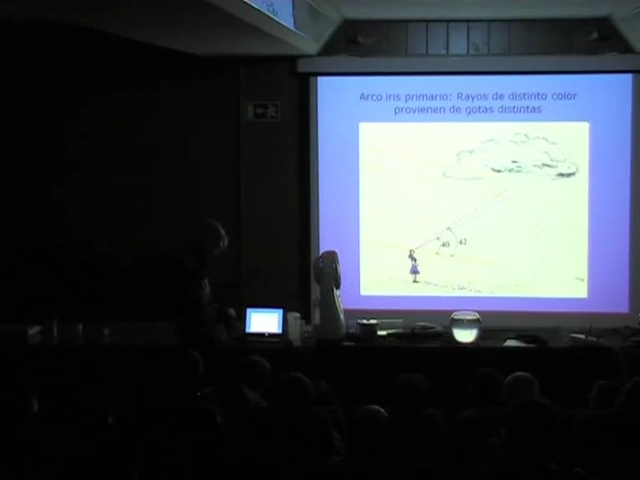 Arco iris primario: Rayos de distinto color
provienen de gotas distintas
40 42